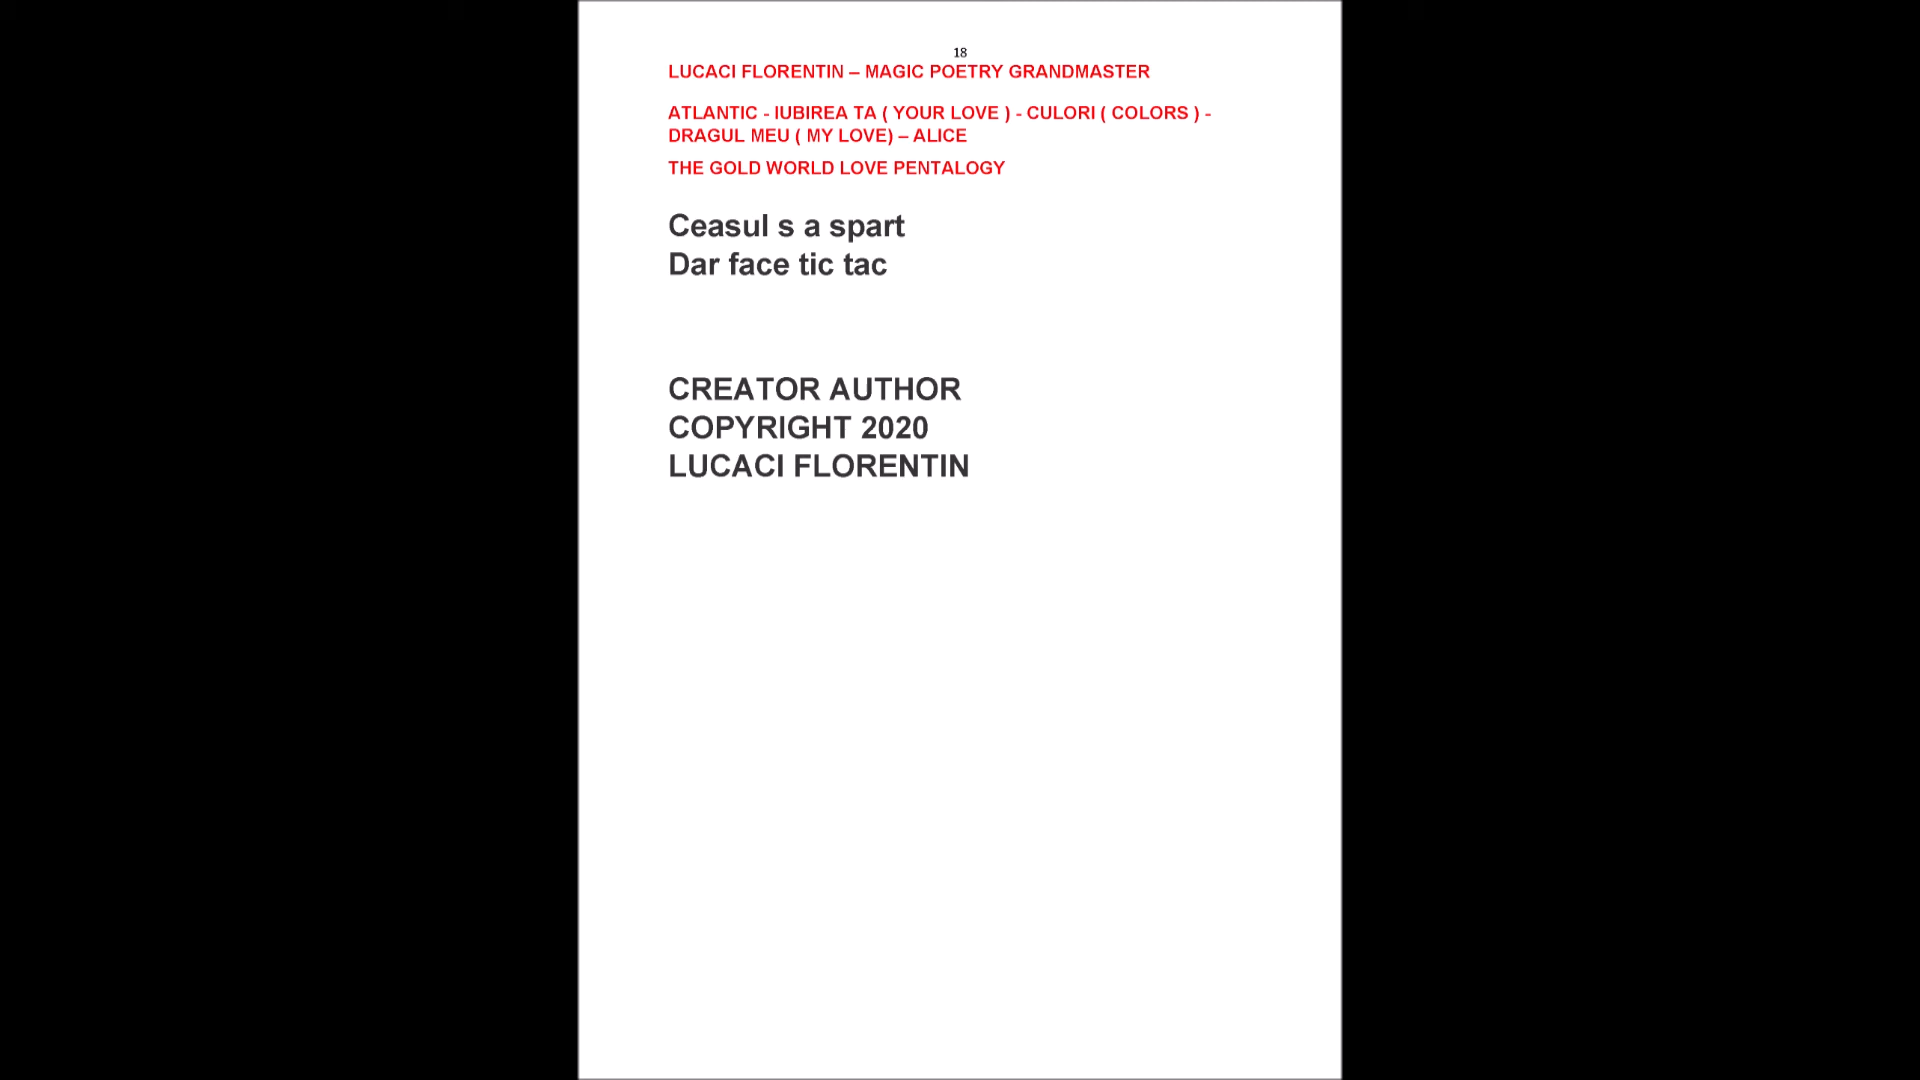 18
LUCACI FLORENTIN – MAGIC POETRY GRANDMASTER
ATLANTIC - IUBIREA TA ( YOUR LOVE ) - CULORI ( COLORS ) -
DRAGUL MEU ( MY LOVE) – ALICE
THE GOLD WORLD LOVE PENTALOGY
Ceasul s a spart
Dar face tic tac
CREATOR AUTHOR
COPYRIGHT 2020
LUCACI FLORENTIN